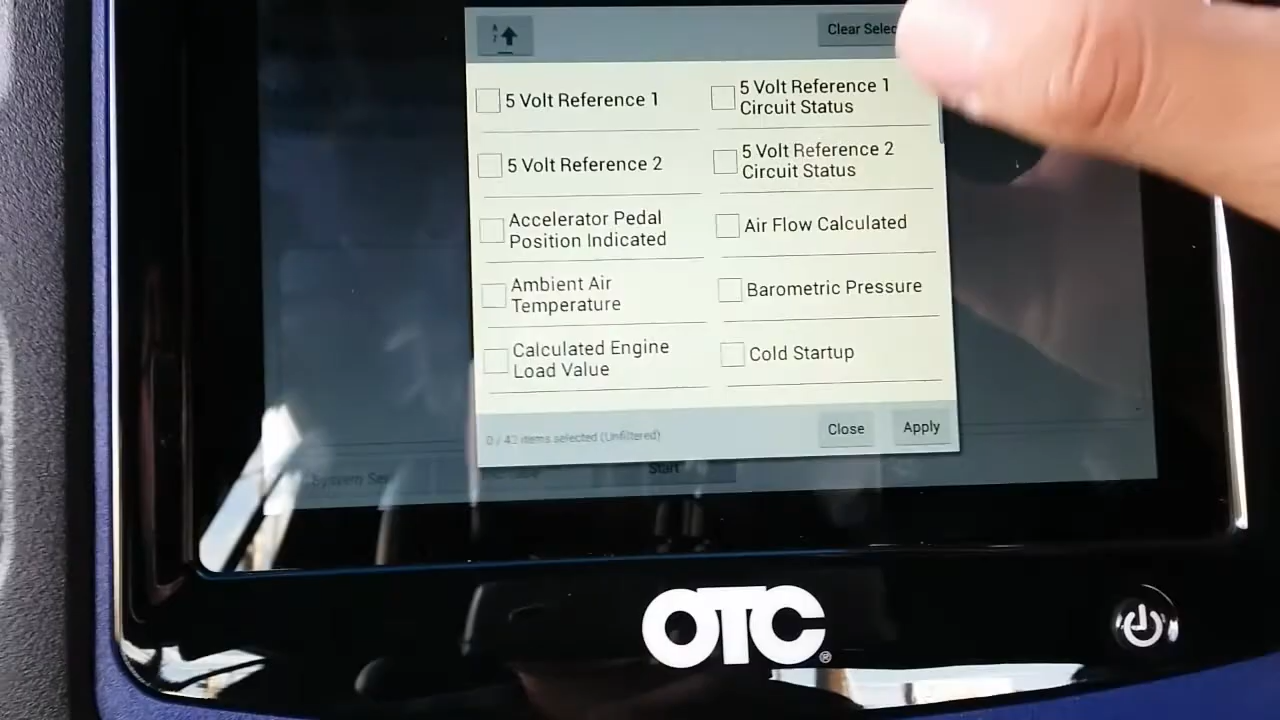 Clear Selec
5 Volt Reference 1
5 Volt Reference 1
Circuit Status
5 Volt Reference 2
5 Volt Reference 2
Circuit Status
Accelerator Pedal
Position Indicated
Air Flow Calculated
Ambient Air
Temperature
Barometric Pressure
Calculated Engine
Load Value
Cold Startup
items selected (Unfiltered)
Close
Apply
System Se
Start
OTC®